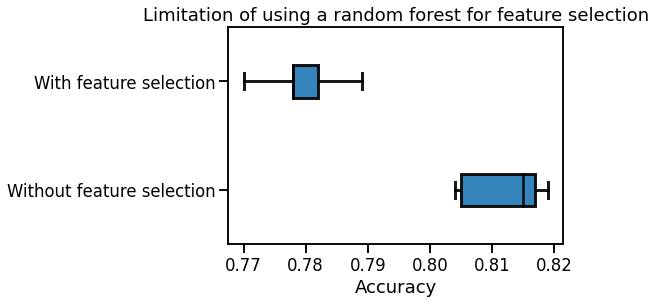 Limitation of using a random forest for feature selection
With feature selection
Without feature selection
0.77 0.78 0.79 0.80 0.81 0.82
Accuracy